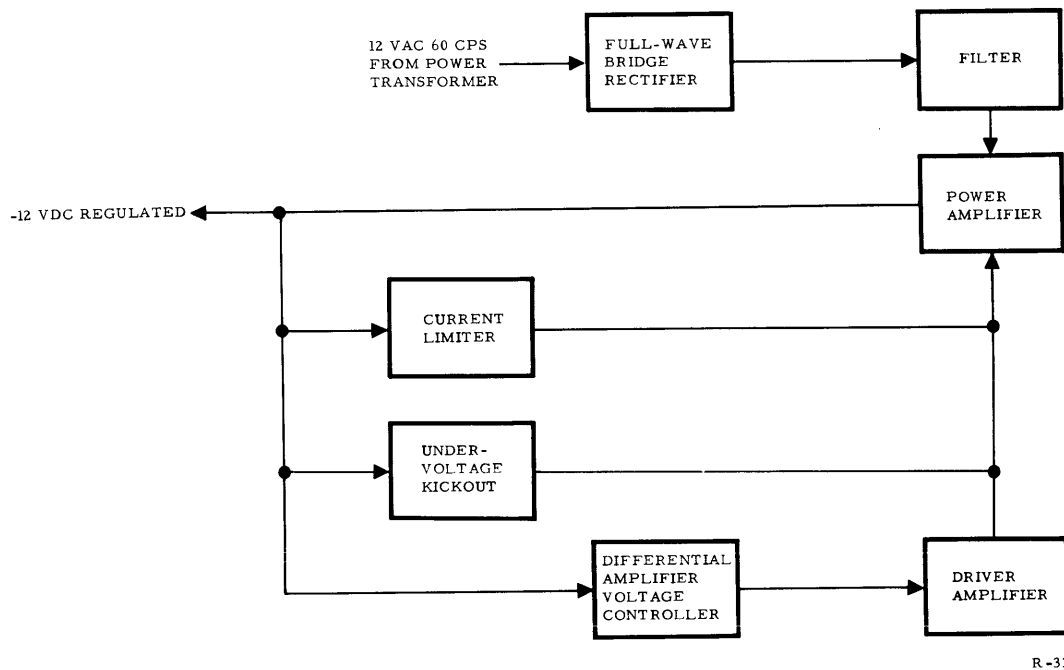 12 VAC 60 CPS
FROM POWER
TRANSFORMER
FULL-WAVE
BRIDGE
RECTIFIER
FILTER
POWER
AMPLIFIER
-12 VDC REGULATED
CURRENT
LIMITER
UNDER-
VOLTAGE
KICKOUT
DIFFERENTIAL
AMPLIFIER
VOLTAGE
CONTROLLER
DRIVER
AMPLIFIER